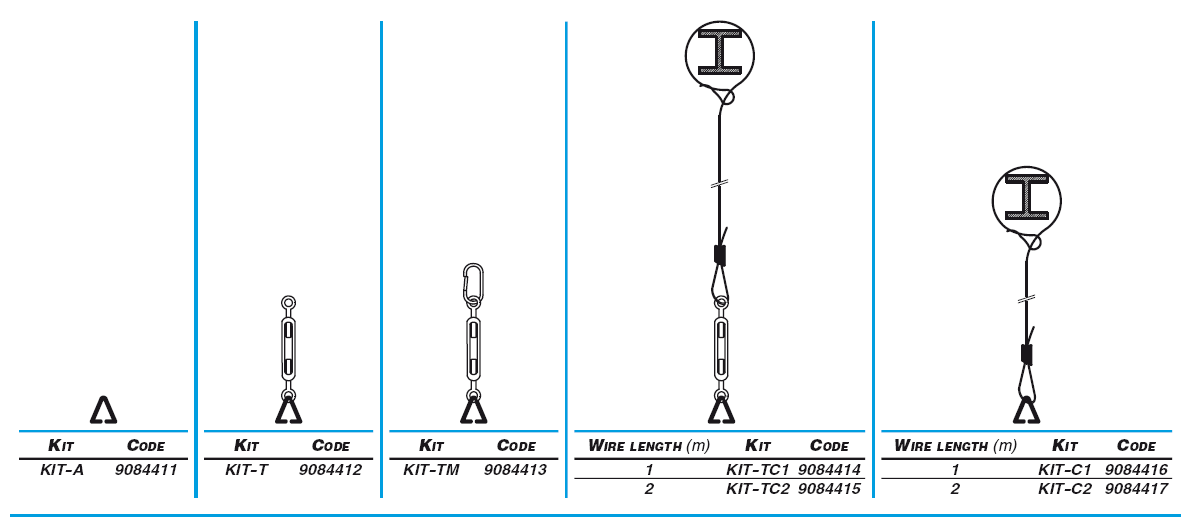 KIT CODE
KIT-A 9084411
KIT CODE
KIT-T 9084412
KIT CODE
KIT-TM 9084413
WIRE LENGTH (m) KIT CODE
1 KIT-TC1 9084414
2 KIT-TC2 9084415
WIRE LENGTH (m) KIT CODE
1 KIT-C1 9084416
2 KIT-C2 9084417